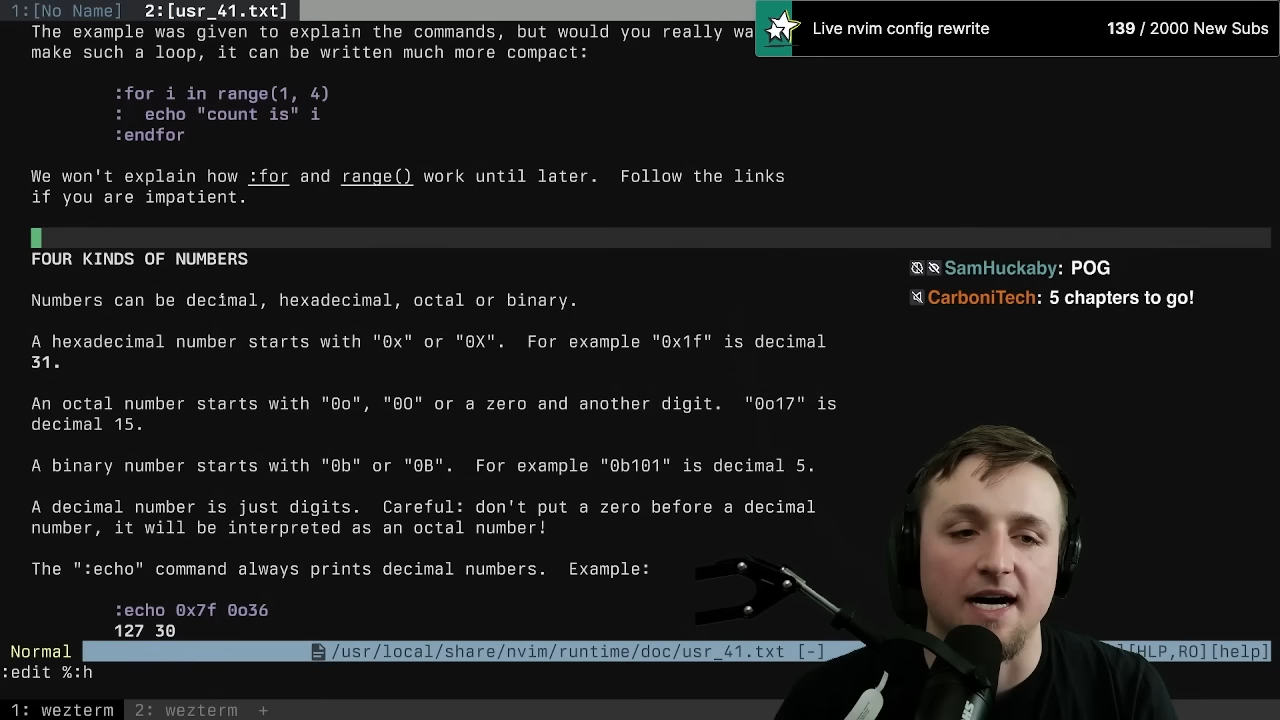 1:[No Name]  2:[usr_41.txt]
Live nvim config rewrite 139 / 2000 New Subs
The example was given to explain the commands, but would you really
make such a loop, it can be written much more compact:
:for i in range(1, 4)
:  echo "count is" i
:endfor
We won't explain how :for and range() work until later.  Follow the links
if you are impatient.
FOUR KINDS OF NUMBERS
SamHuckaby: POG
CarboniTech: 5 chapters to go!
Numbers can be decimal, hexadecimal, octal or binary.
A hexadecimal number starts with "0x" or "0X".  For example "0x1f" is decimal
31.
An octal number starts with "0o", "0O" or a zero and another digit.  "0o17" is
decimal 15.
A binary number starts with "0b" or "0B".  For example "0b101" is decimal 5.
A decimal number is just digits.  Careful: don't put a zero before a decimal
number, it will be interpreted as an octal number!
The ":echo" command always prints decimal numbers.  Example:
:echo 0x7f 0o36
127 30
Normal /usr/local/share/nvim/runtime/doc/usr_41.txt [-] [HLP,RO][help]
:edit %:h
1: wezterm  2: wezterm  +